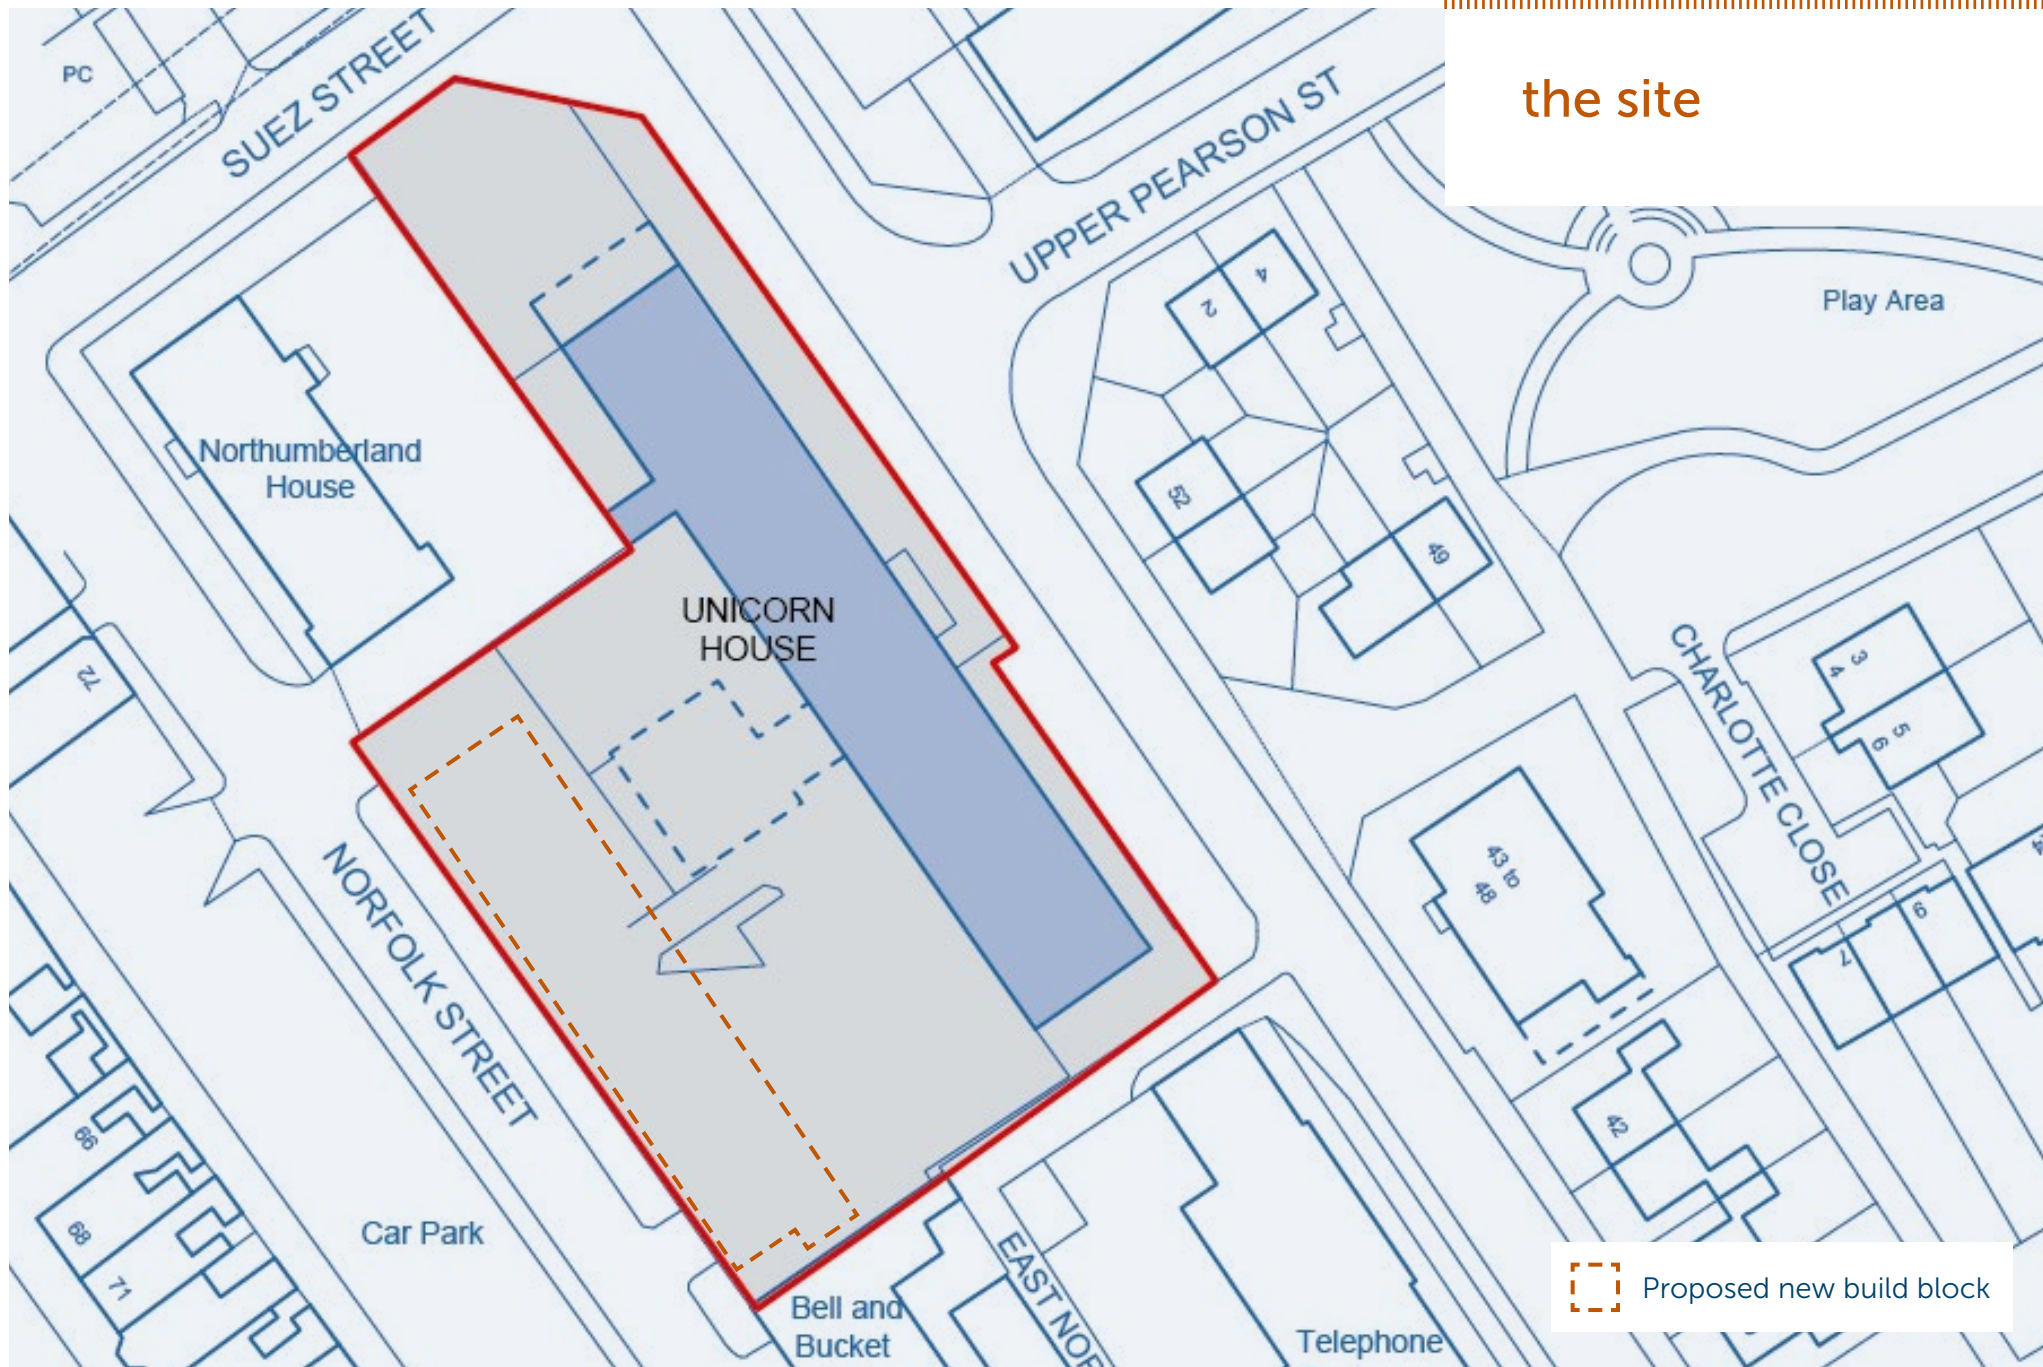 the site
PC
SUEZ STREET
UPPER PEARSON ST
Play Area
2
4
Northumberland
House
52
49
UNICORN
HOUSE
72
CHARLOTTE CLOSE
3
4
5
6
43 to
48
NORFOLK STREET
7
9
42
66
68
71
Car Park
EAST NOR
Bell and
Bucket
Telephone
Proposed new build block